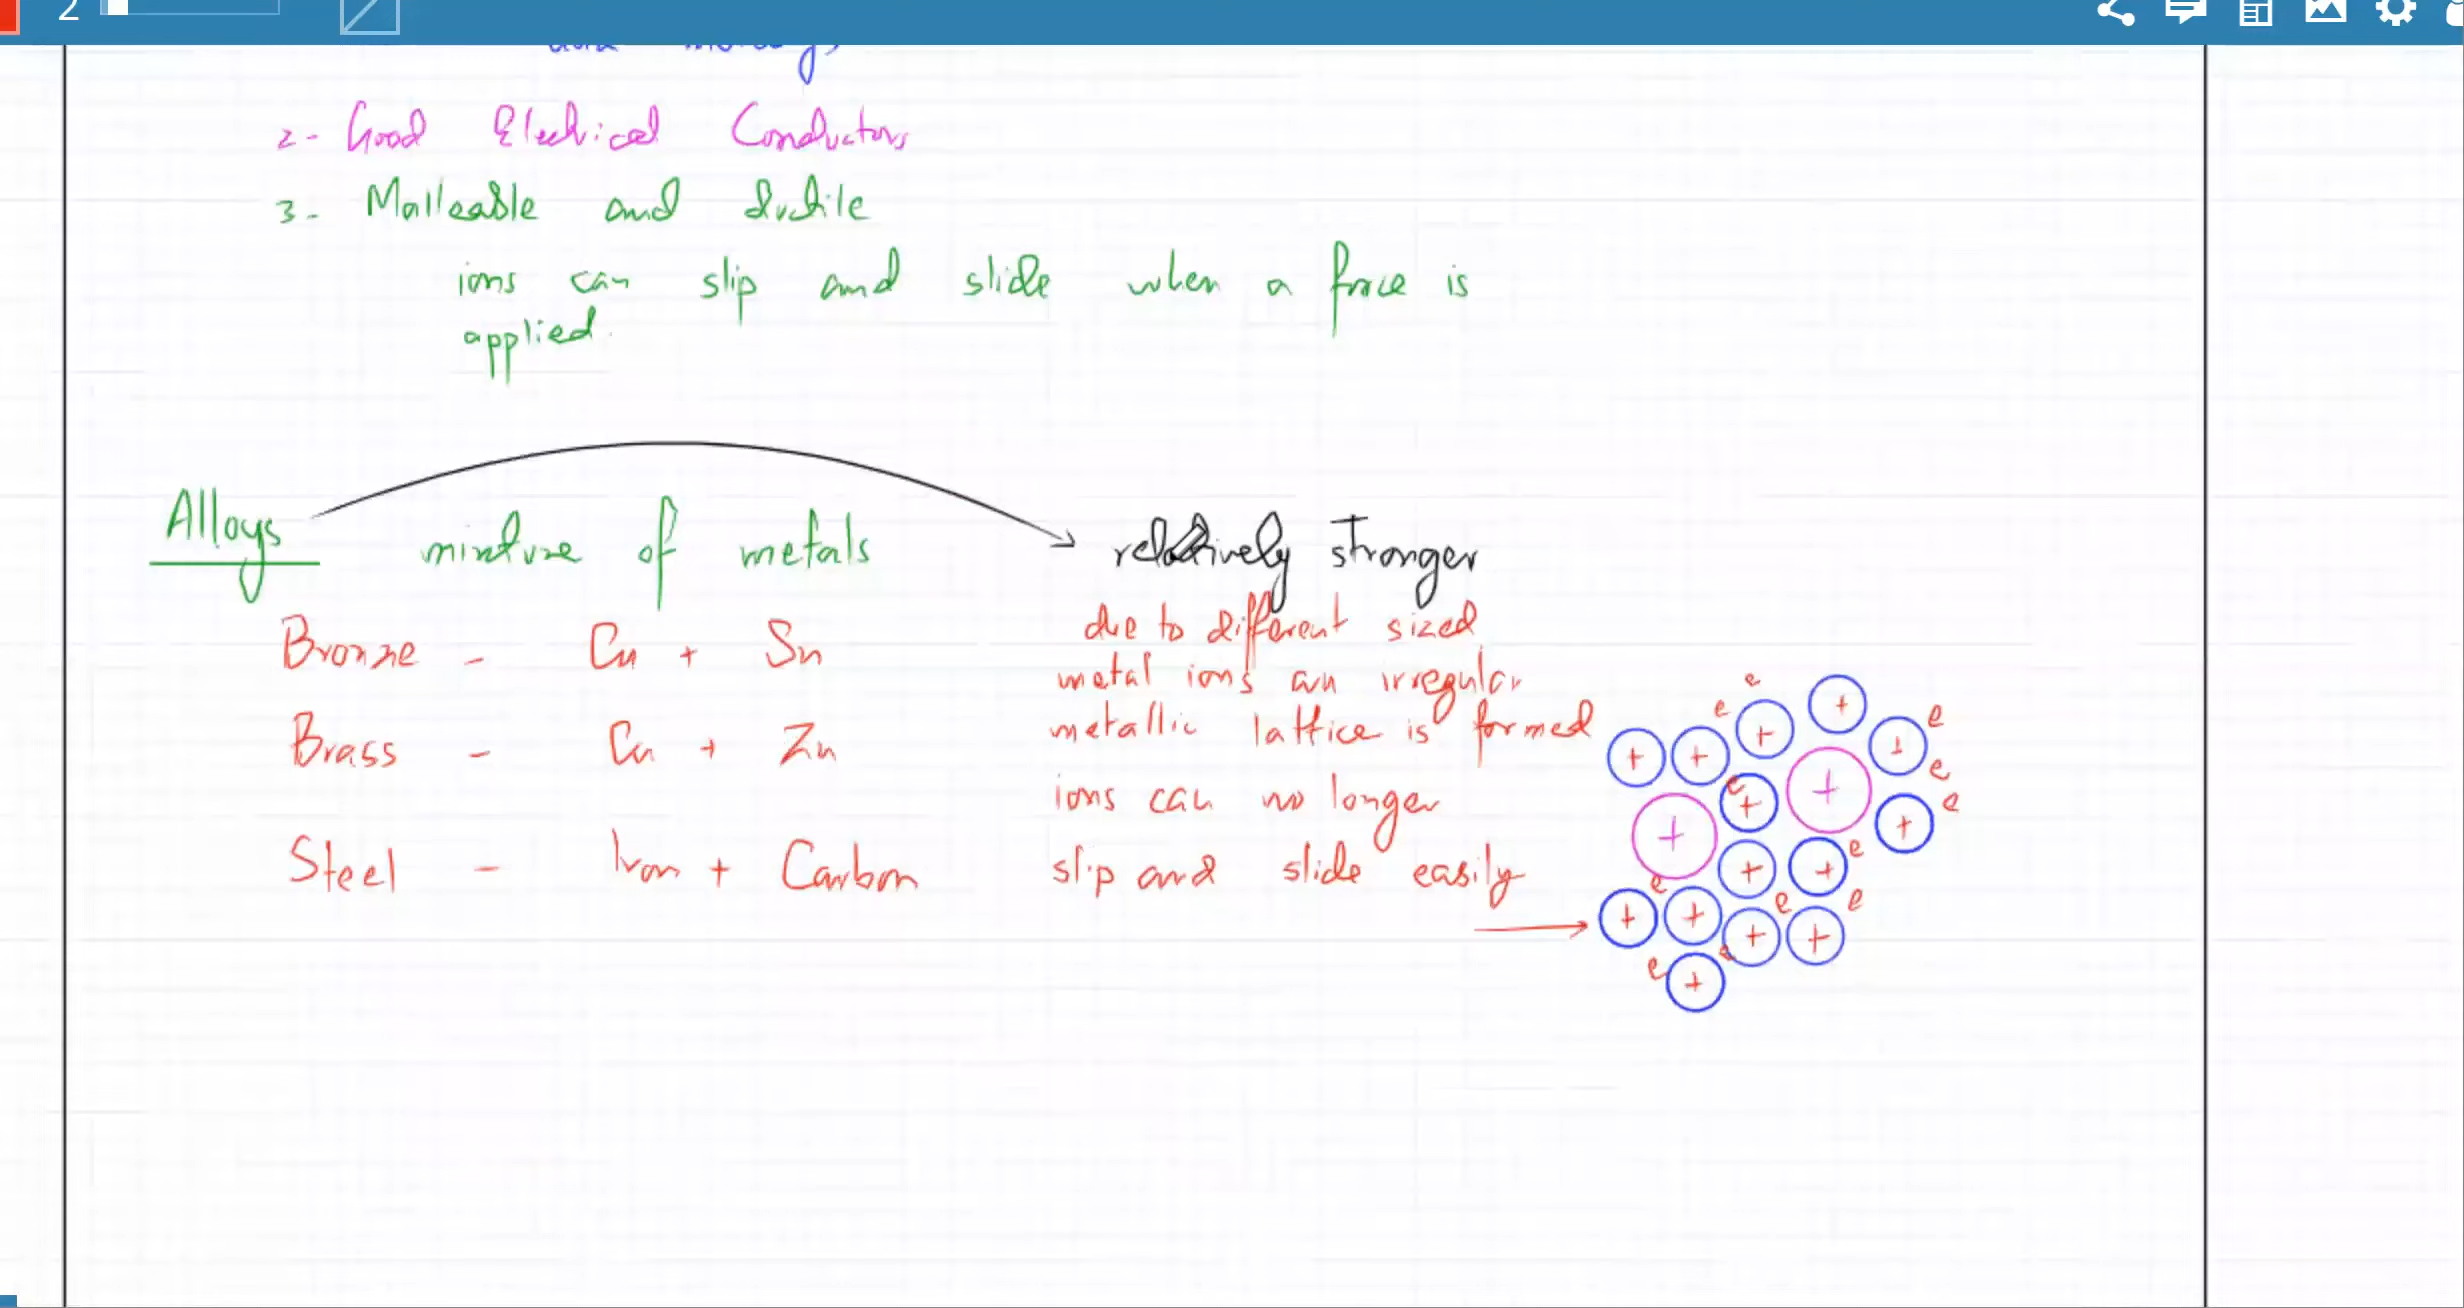 2
2- Good Electrical Conductors
3- Malleable and ductile
ions can slip and slide when a force is
applied.
Alloys mixture of metals relatively stronger
due to different sized
metal ions an irregular
metallic lattice is formed
ions can no longer
slip and slide easily
Bronze - Cu + Sn
Brass - Cu + Zn
Steel - Iron + Carbon
e +
e + + e
+ + e + + e
+ + e
+ + e
e + + e + + e
e e +